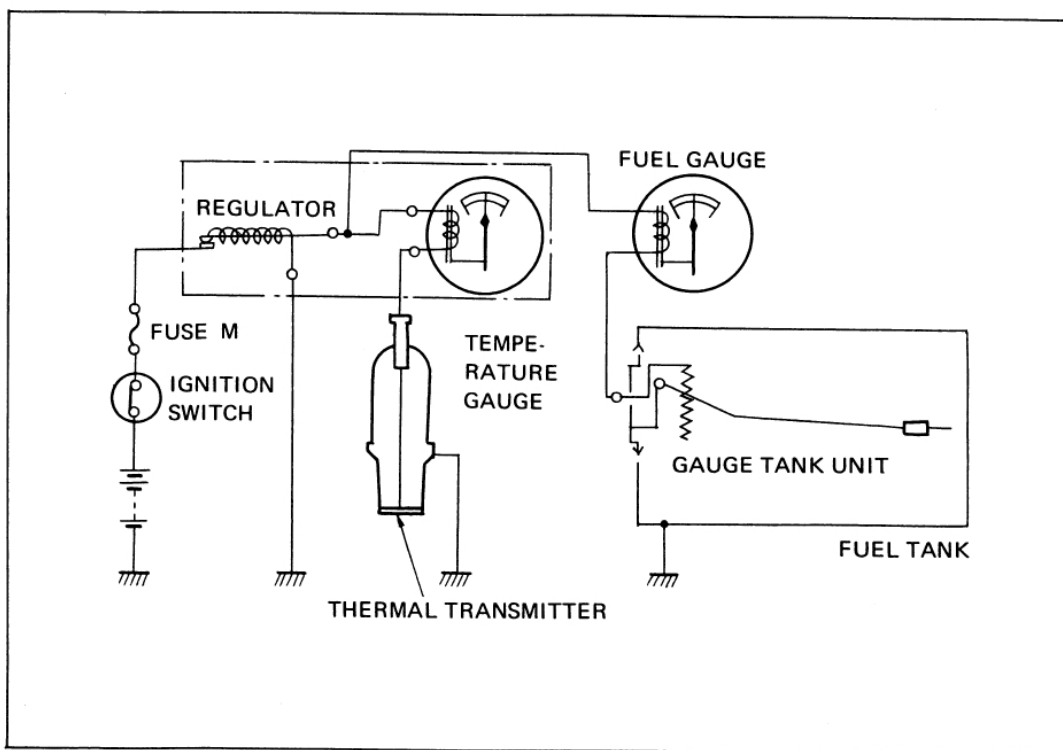 FUEL GAUGE
REGULATOR
FUSE M
IGNITION
SWITCH
TEMPE-
RATURE
GAUGE
GAUGE TANK UNIT
FUEL TANK
THERMAL TRANSMITTER